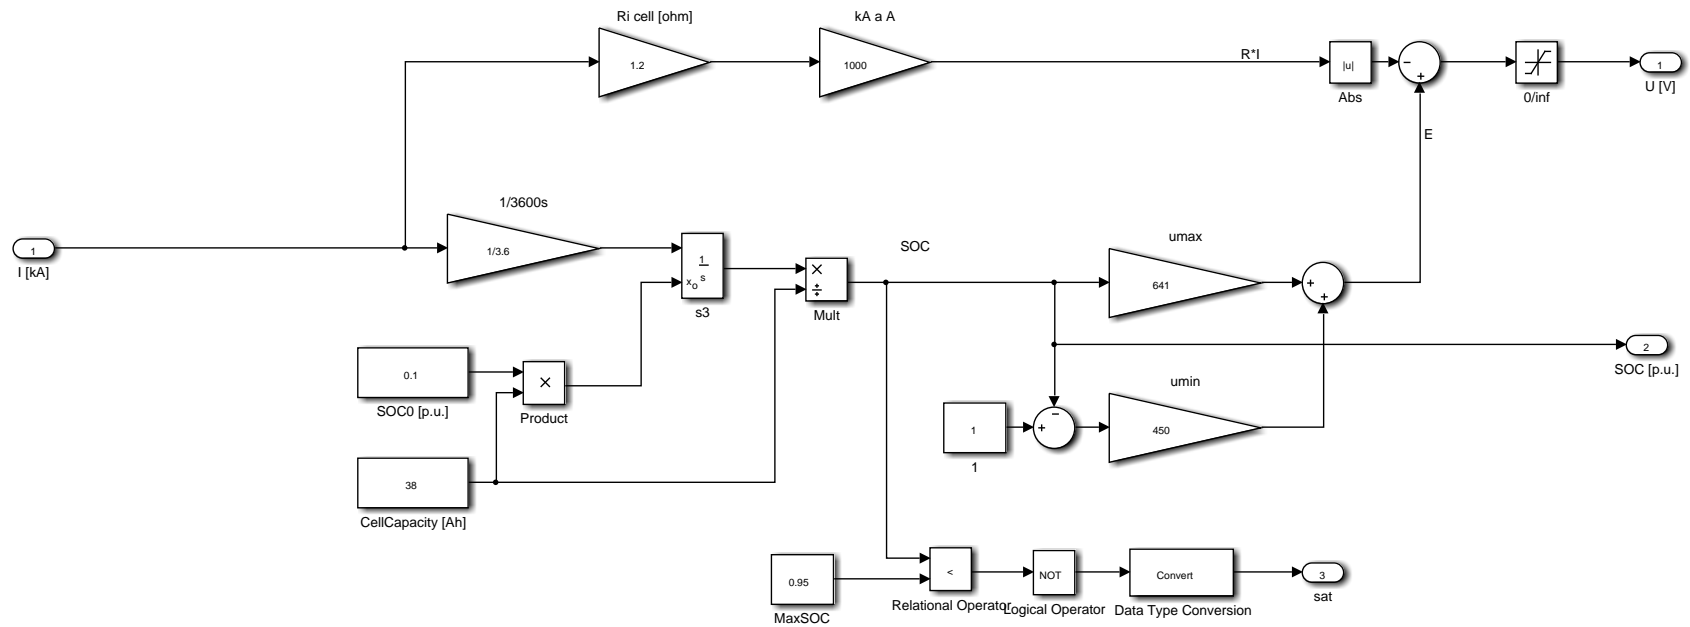 Ri cell [ohm]
kA a A
1.2
1000
R*I
|u|
Abs
−
+
0/inf
1
U [V]
E
1/3600s
1
I [kA]
1/3.6
1
s
xo
s3
SOC
×
÷
Mult
umax
641
+
+
2
SOC [p.u.]
0.1
SOC0 [p.u.]
×
Product
umin
1
1
−
+
450
38
CellCapacity [Ah]
0.95
MaxSOC
<
Relational Operator
NOT
Logical Operator
Convert
Data Type Conversion
3
sat